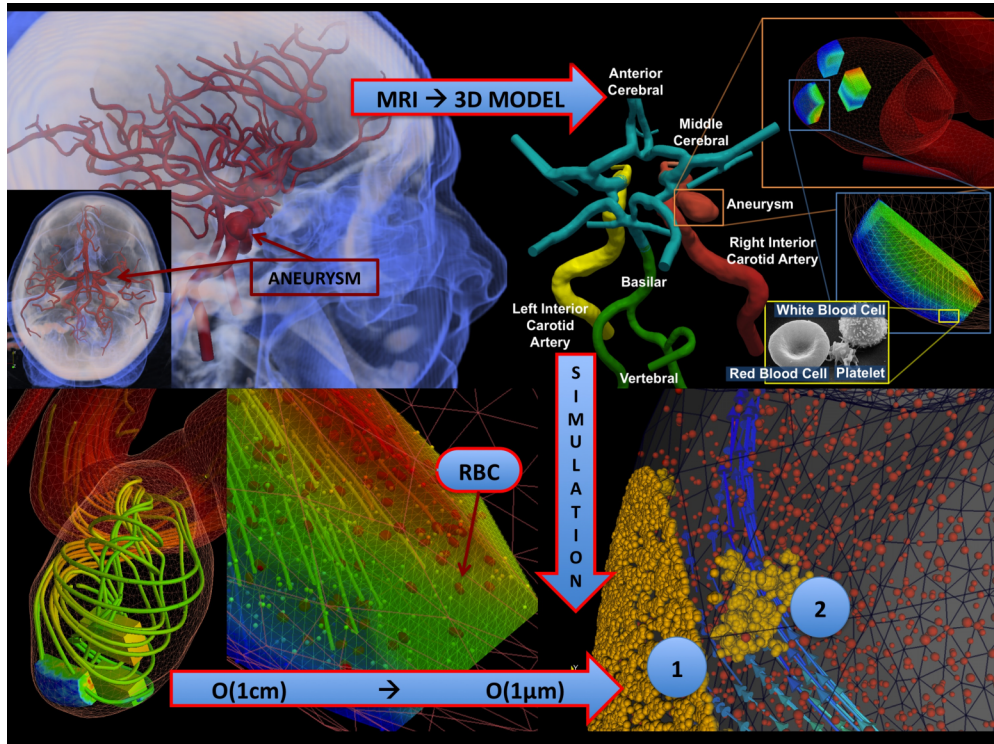 MRI → 3D MODEL
Anterior
Cerebral
Middle
Cerebral
Aneurysm
Right Interior
Carotid Artery
ANEURYSM
Basilar
Left Interior
Carotid
Artery
Vertebral
White Blood Cell
Red Blood Cell
Platelet
SIMULATION
RBC
1
2
O(1cm) → O(1μm)